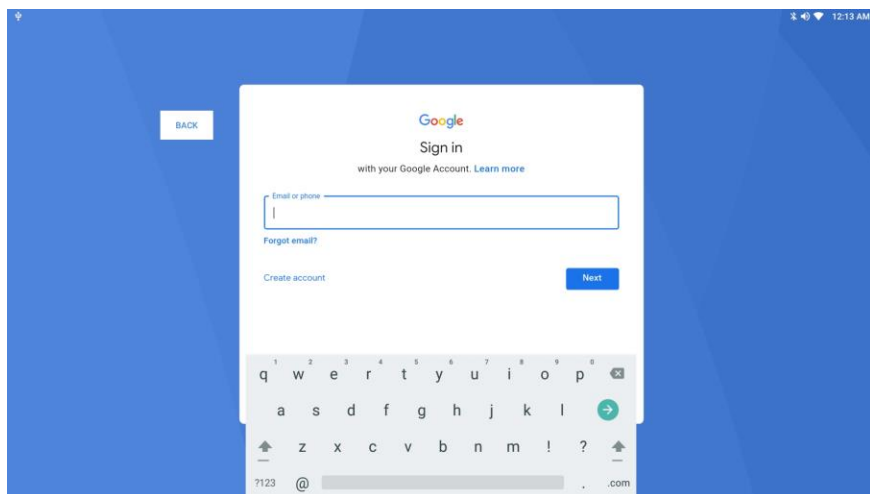 12:13 AM
BACK
Google
Sign in
with your Google Account. Learn more
Email or phone
Forgot email?
Create account
Next
1 2 3 4 5 6 7 8 9 0
q w e r t y u i o p
a s d f g h j k l
z x c v b n m ! ?
?123 @ . .com